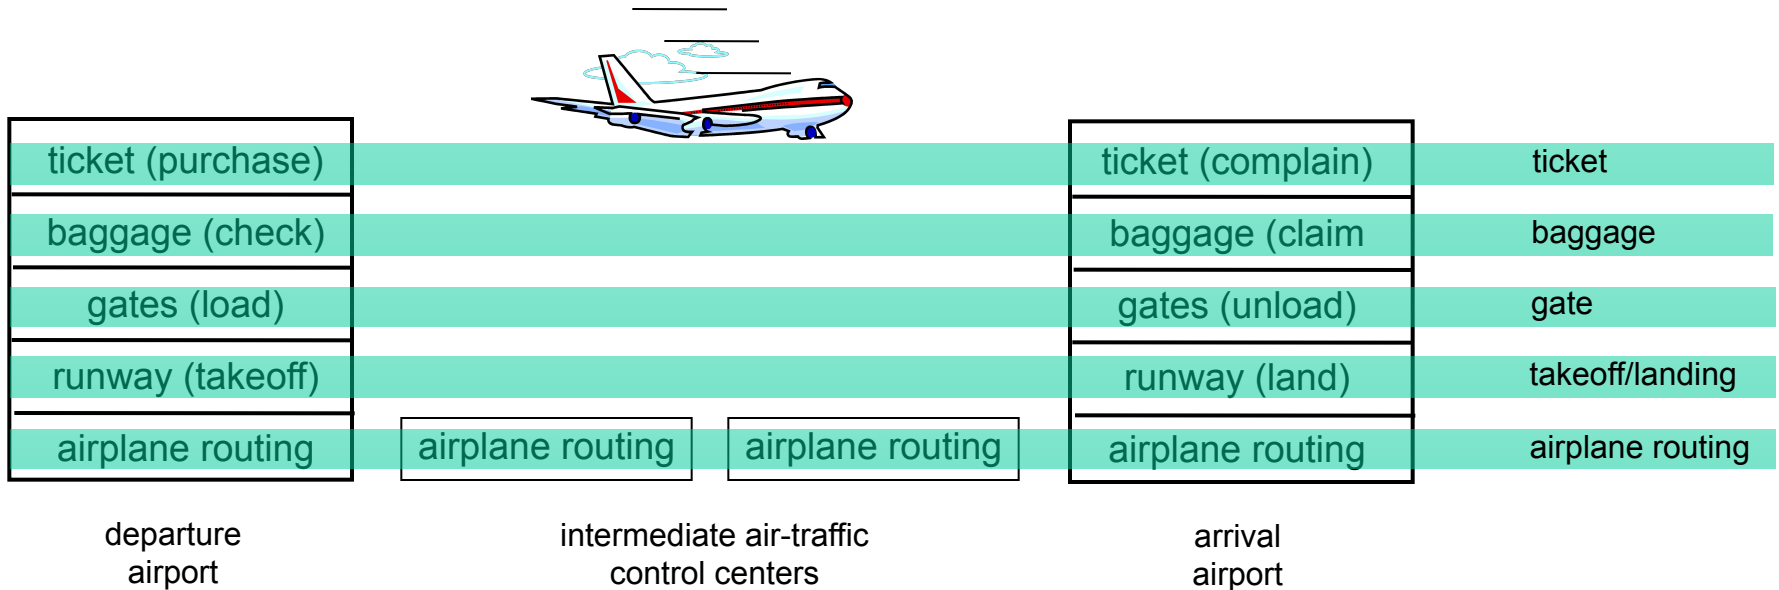 ticket (purchase) ticket (complain) ticket
baggage (check) baggage (claim baggage
gates (load) gates (unload) gate
runway (takeoff) runway (land) takeoff/landing
airplane routing airplane routing airplane routing airplane routing airplane routing
departure intermediate air-traffic arrival
airport control centers airport